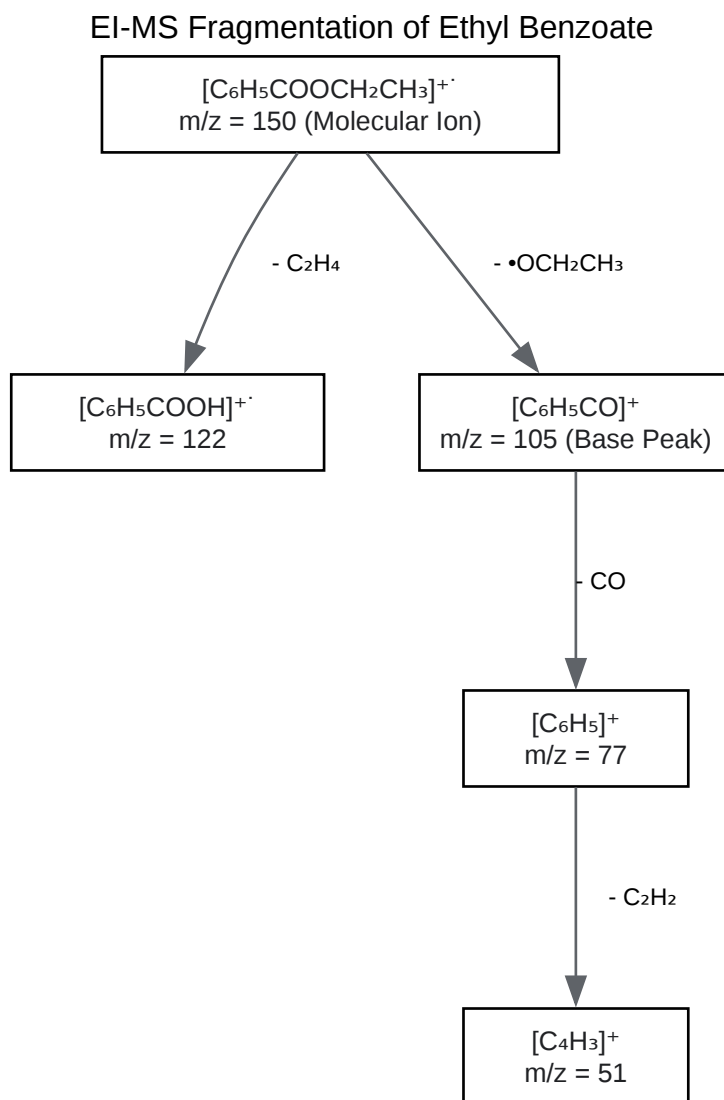 EI-MS Fragmentation of Ethyl Benzoate
[C₆H₅COOCH₂CH₃]⁺˙
m/z = 150 (Molecular Ion)
- C₂H₄
- •OCH₂CH₃
[C₆H₅COOH]⁺˙
m/z = 122
[C₆H₅CO]⁺
m/z = 105 (Base Peak)
- CO
[C₆H₅]⁺
m/z = 77
- C₂H₂
[C₄H₃]⁺
m/z = 51